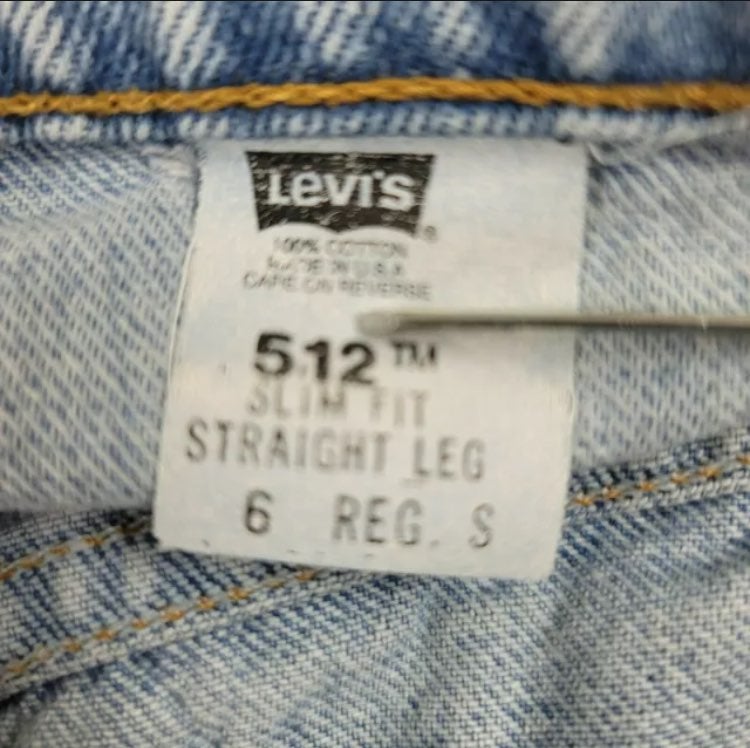 LEVI'S®
100% COTTON
MADE IN U.S.A
CARE ON REVERSE
512™
SLIM FIT
STRAIGHT LEG
6 REG. S